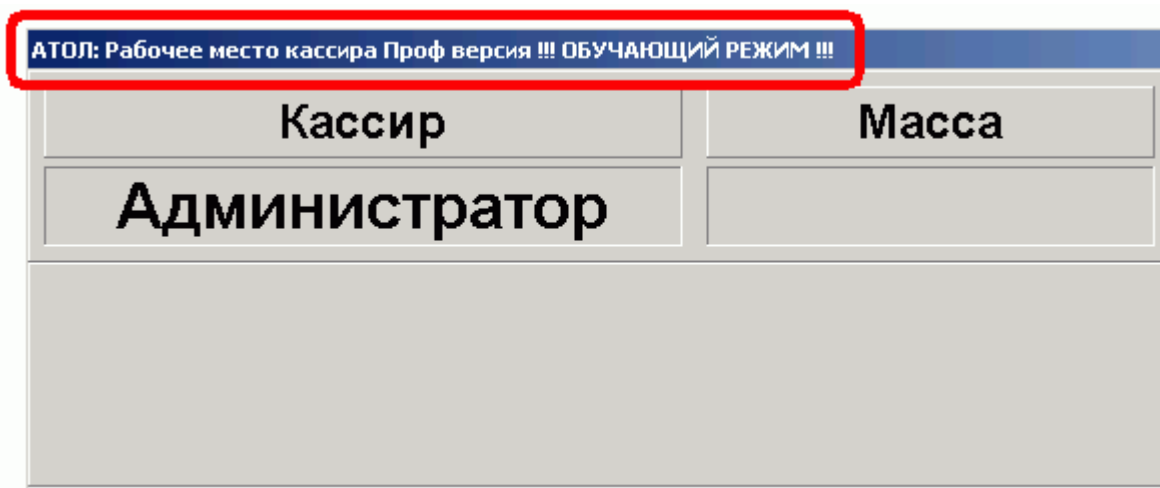 АТОЛ: Рабочее место кассира Проф версия !!! ОБУЧАЮЩИЙ РЕЖИМ !!!
Кассир Масса
Администратор